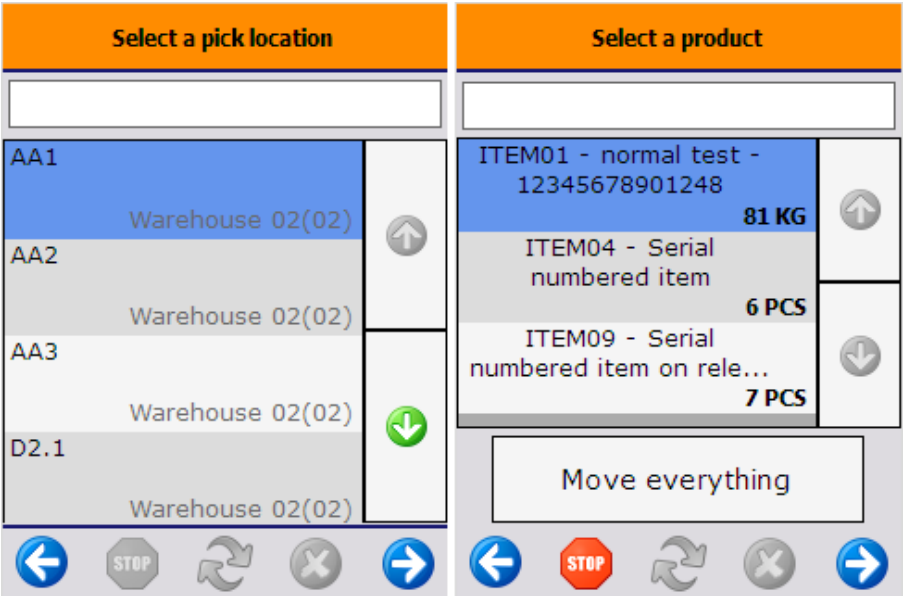 Select a pick location
AA1
Warehouse 02(02)
AA2
Warehouse 02(02)
AA3
Warehouse 02(02)
D2.1
Warehouse 02(02)
STOP
Select a product
ITEM01 - normal test -
12345678901248
81 KG
ITEM04 - Serial
numbered item
6 PCS
ITEM09 - Serial
numbered item on rele...
7 PCS
Move everything
STOP